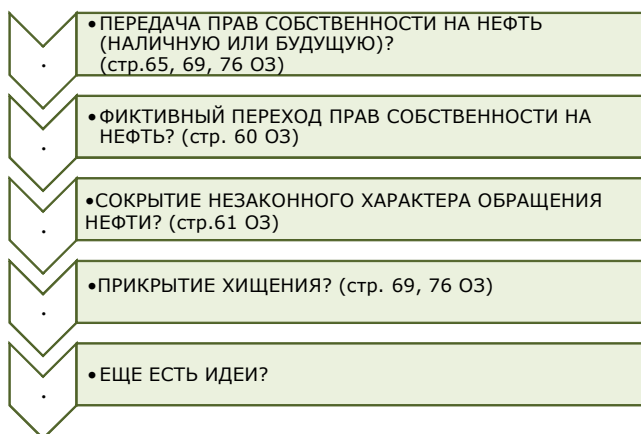 •ПЕРЕДАЧА ПРАВ СОБСТВЕННОСТИ НА НЕФТЬ
(НАЛИЧНУЮ ИЛИ БУДУЩУЮ)?
(стр.65, 69, 76 ОЗ)
.
•ФИКТИВНЫЙ ПЕРЕХОД ПРАВ СОБСТВЕННОСТИ НА
НЕФТЬ? (стр. 60 ОЗ)
.
•СОКРЫТИЕ НЕЗАКОННОГО ХАРАКТЕРА ОБРАЩЕНИЯ
НЕФТИ? (стр.61 ОЗ)
.
•ПРИКРЫТИЕ ХИЩЕНИЯ? (стр. 69, 76 ОЗ)
.
•ЕЩЕ ЕСТЬ ИДЕИ?
.